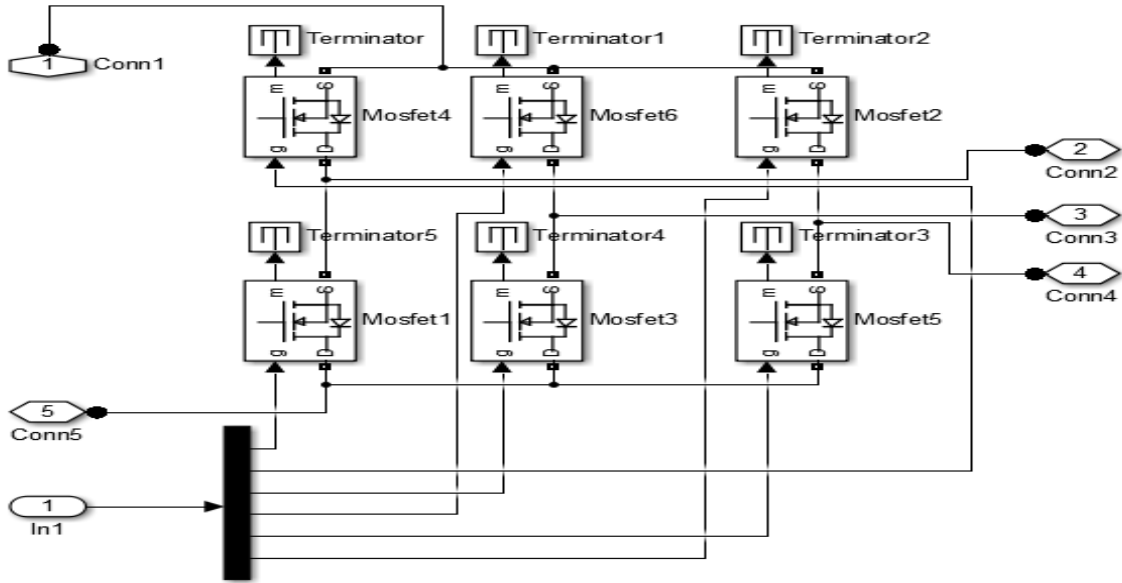 Terminator
Terminator1
Terminator2
1
Conn1
m
S
Mosfet4
g
D
m
S
Mosfet6
g
D
m
S
Mosfet2
g
D
2
Conn2
3
Conn3
4
Conn4
Terminator5
Terminator4
Terminator3
m
S
Mosfet1
g
D
m
S
Mosfet3
g
D
m
S
Mosfet5
g
D
5
Conn5
1
In1